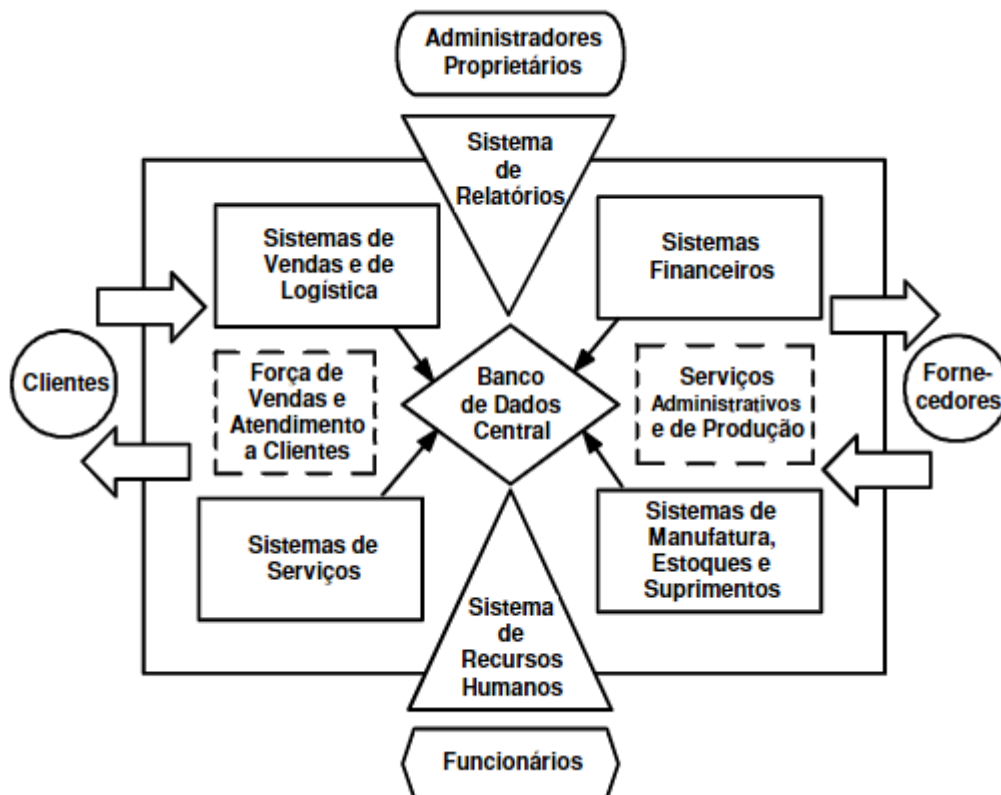 Administradores
Proprietários
Sistema
de
Relatórios
Sistemas de
Vendas e de
Logística
Sistemas
Financeiros
Clientes
Força de
Vendas e
Atendimento
a Clientes
Banco
de Dados
Central
Serviços
Administrativos
e de Produção
Forne-
cedores
Sistemas de
Serviços
Sistemas de
Manufatura,
Estoques e
Suprimentos
Sistema
de
Recursos
Humanos
Funcionários